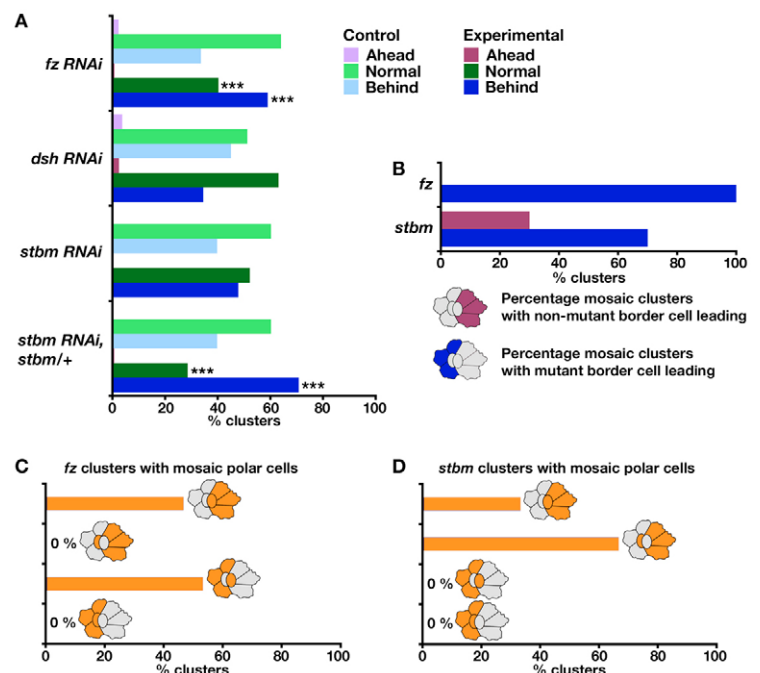 A
Control
Experimental
Ahead
Normal
Behind
Ahead
Normal
Behind
fz RNAi
***
***
dsh RNAi
stbm RNAi
stbm RNAi,
stbm/+
***
***
0 20 40 60 80 100
% clusters
B
fz
stbm
0 20 40 60 80 100
% clusters
Percentage mosaic clusters
with non-mutant border cell leading
Percentage mosaic clusters
with mutant border cell leading
C
fz clusters with mosaic polar cells
0 %
0 %
0 20 40 60 80 100
% clusters
D
stbm clusters with mosaic polar cells
0 %
0 %
0 20 40 60 80 100
% clusters